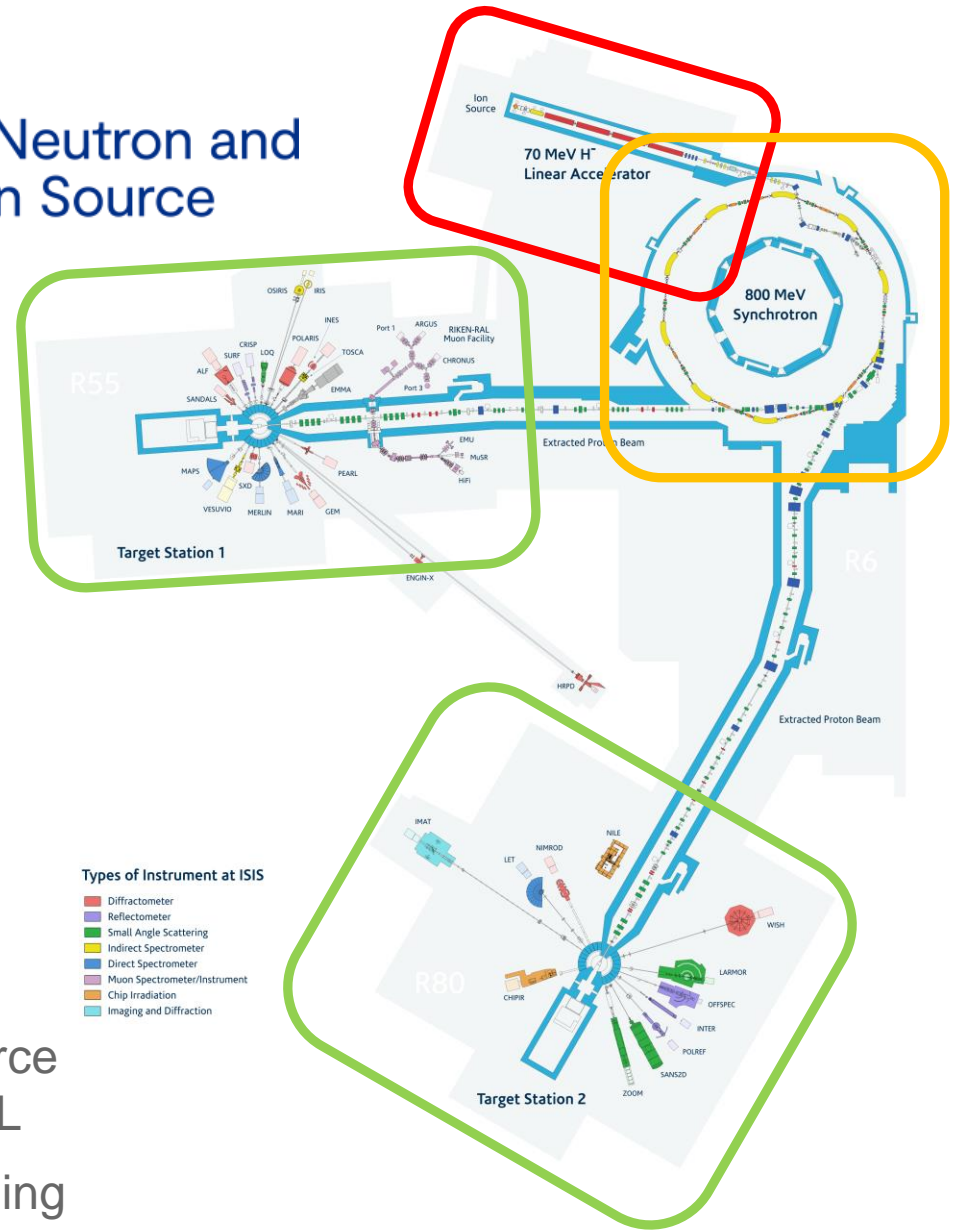 Neutron and
n Source
Ion
Source
70 MeV H⁻
Linear Accelerator
800 MeV
Synchrotron
OSIRIS
IRIS
INES
CRISP
POLARIS
SURF
LOQ
TOSCA
ALF
EMMA
SANDALS
Port 1
ARGUS
RIKEN-RAL
Muon Facility
CHRONUS
Port 3
R55
Extracted Proton Beam
EMU
MuSR
HiFi
MAPS
SXD
PEARL
VESUVIO
MERLIN
MARI
GEM
Target Station 1
ENGIN-X
R6
HRPD
Extracted Proton Beam
IMAT
NIMROD
NILE
LET
WISH
LARMOR
R80
CHIPIR
OFFSPEC
INTER
POLREF
SANS2D
ZOOM
Target Station 2
Types of Instrument at ISIS
Diffractometer
Reflectometer
Small Angle Scattering
Indirect Spectrometer
Direct Spectrometer
Muon Spectrometer/Instrument
Chip Irradiation
Imaging and Diffraction
rce
L
ing